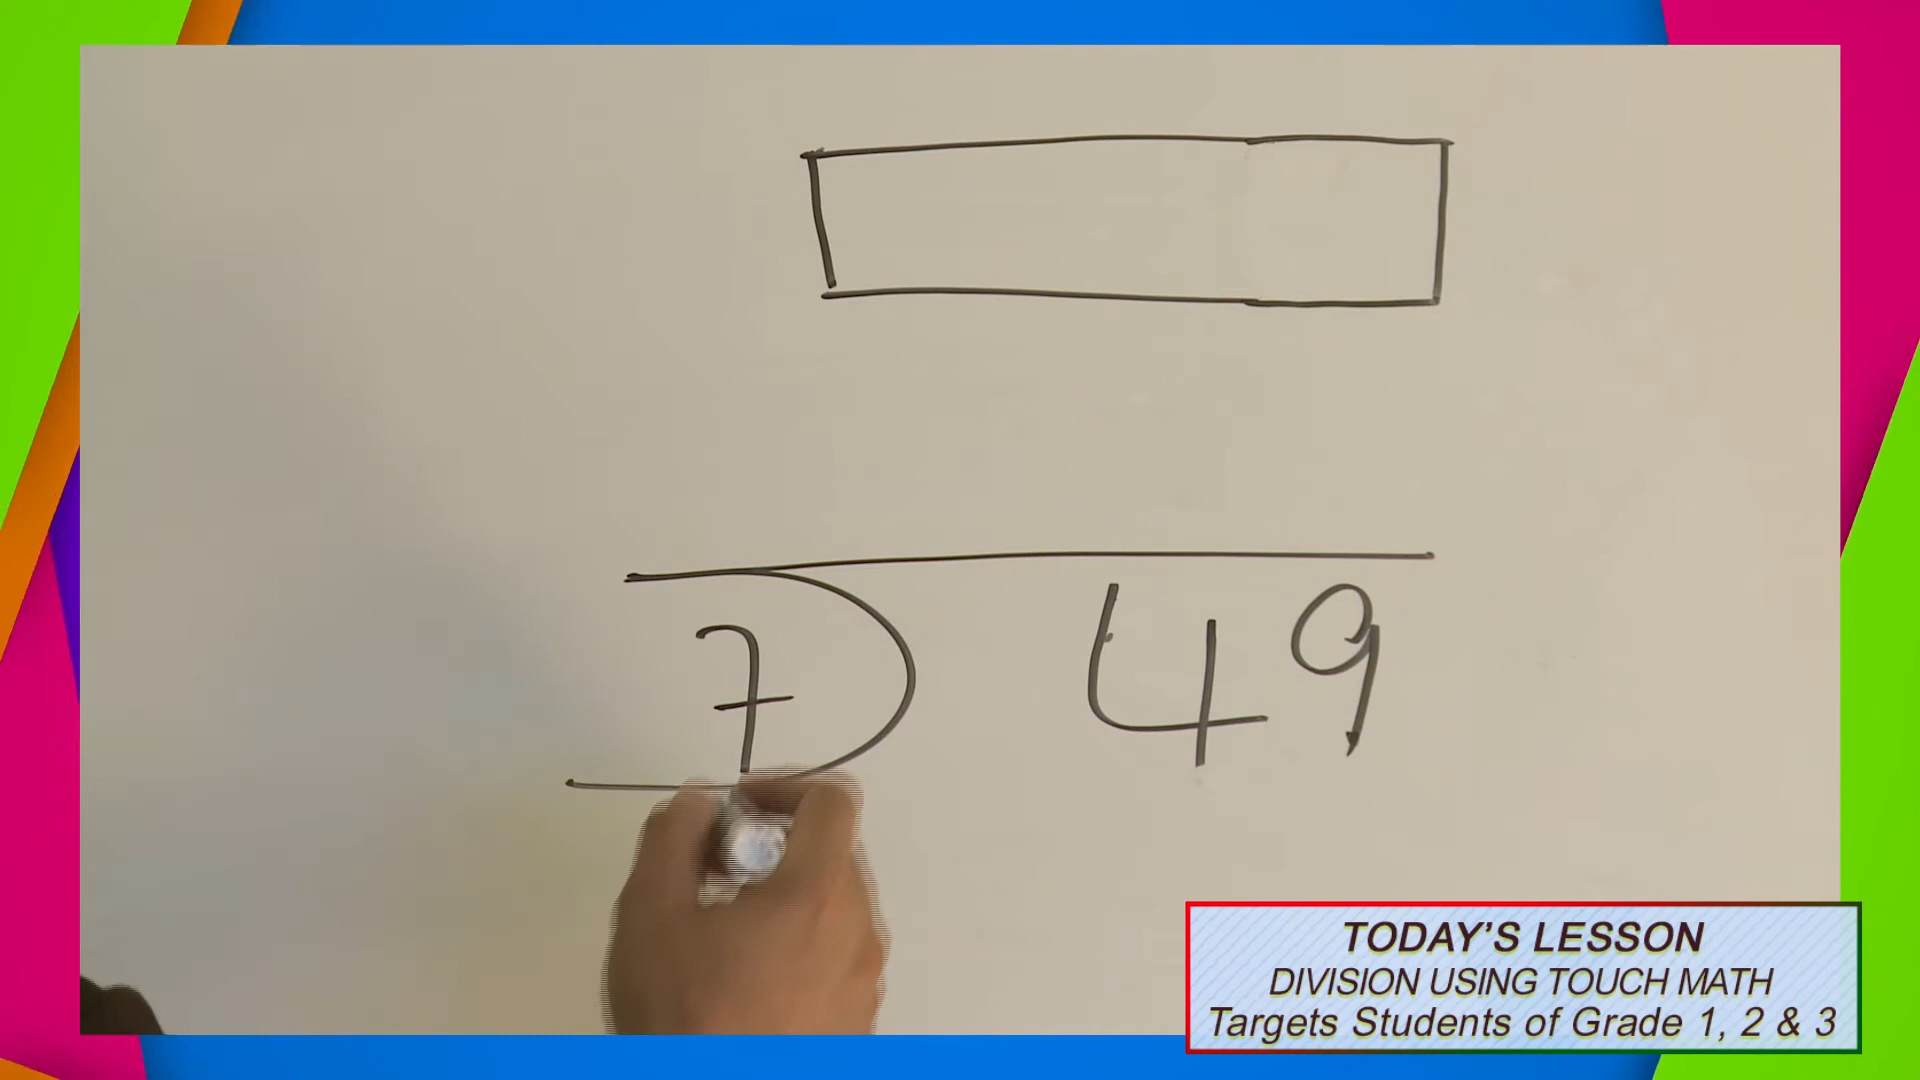 7 49
TODAY'S LESSON
DIVISION USING TOUCH MATH
Targets Students of Grade 1, 2 & 3